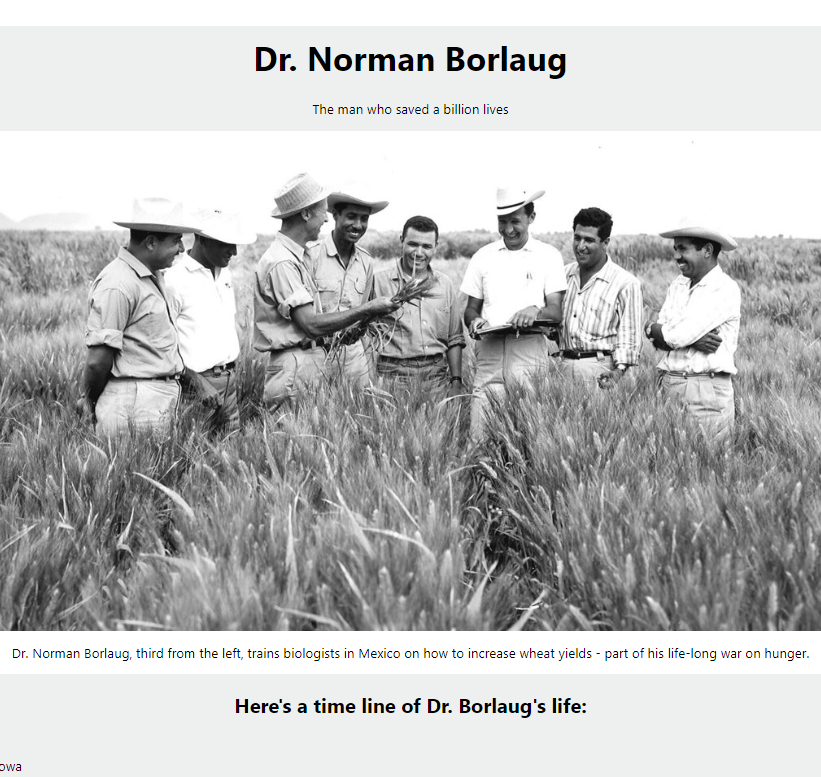 Dr. Norman Borlaug
The man who saved a billion lives
Dr. Norman Borlaug, third from the left, trains biologists in Mexico on how to increase wheat yields - part of his life-long war on hunger.
Here's a time line of Dr. Borlaug's life:
owa